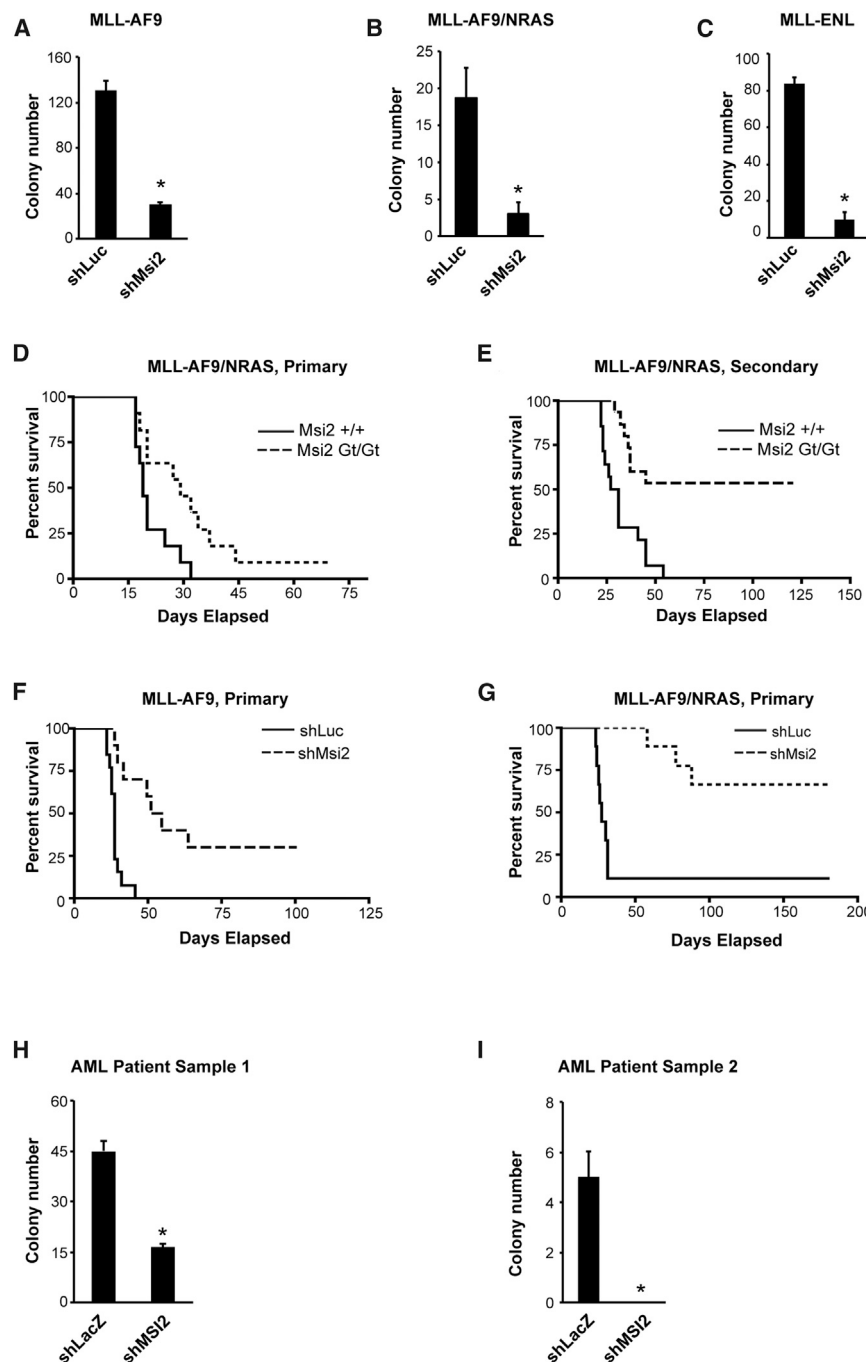 A
MLL-AF9
Colony number
160
120
80
40
0
shLuc
shMsi2
*
B
MLL-AF9/NRAS
Colony number
25
20
15
10
5
0
shLuc
shMsi2
*
C
MLL-ENL
Colony number
100
80
60
40
20
0
shLuc
shMsi2
*
D
MLL-AF9/NRAS, Primary
Percent survival
100
75
50
25
0
0 15 30 45 60 75
Days Elapsed
Msi2 +/+
Msi2 Gt/Gt
E
MLL-AF9/NRAS, Secondary
Percent survival
100
75
50
25
0
0 25 50 75 100 125 150
Days Elapsed
Msi2 +/+
Msi2 Gt/Gt
F
MLL-AF9, Primary
Percent survival
100
75
50
25
0
0 50 100 125
Days Elapsed
shLuc
shMsi2
G
MLL-AF9/NRAS, Primary
Percent survival
100
75
50
25
0
0 50 100 150 200
Days Elapsed
shLuc
shMsi2
H
AML Patient Sample 1
Colony number
60
45
30
15
0
shLacZ
shMSI2
*
I
AML Patient Sample 2
Colony number
8
6
4
2
0
shLacZ
shMSI2
*